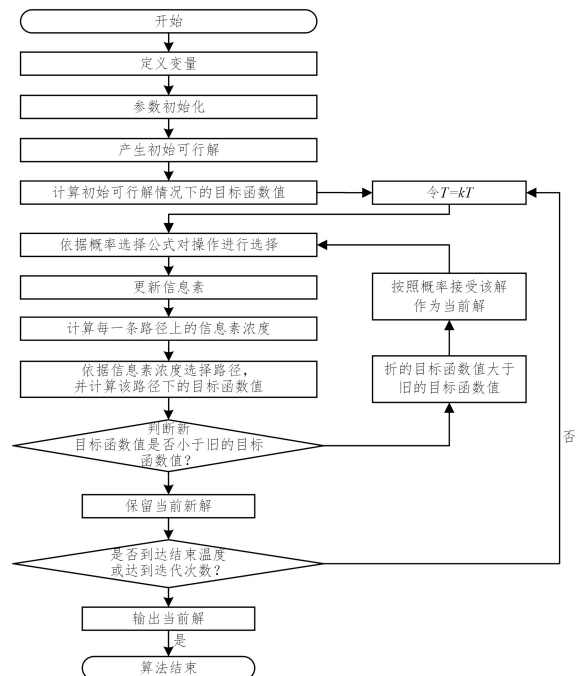 开始
定义变量
参数初始化
产生初始可行解
计算初始可行解情况下的目标函数值
令T=kT
依据概率选择公式对操作进行选择
更新信息素
按照概率接受该解
作为当前解
计算每一条路径上的信息素浓度
依据信息素浓度选择路径,
并计算该路径下的目标函数值
折的目标函数值大于
旧的目标函数值
判断新
目标函数值是否小于旧的目标
函数值?
否
保留当前新解
是否到达结束温度
或达到迭代次数?
输出当前解
是
算法结束